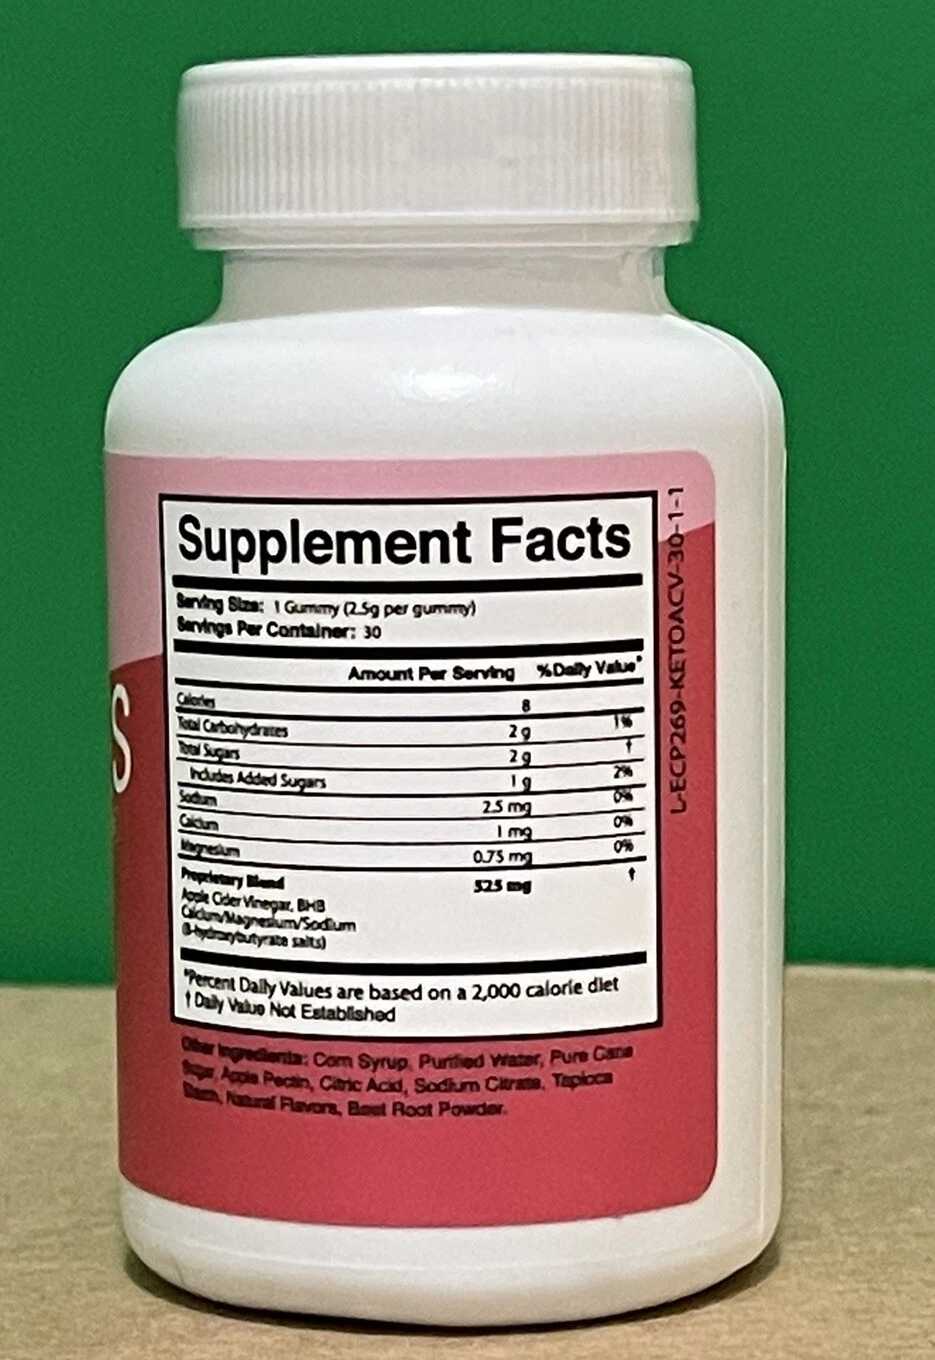 Supplement Facts
Serving Size: 1 Gummy (2.5g per gummy)
Servings Per Container: 30
Amount Per Serving %Daily Value*
Calories 8
Total Carbohydrates 2 g 1%
Total Sugars 2 g †
Includes Added Sugars 1 g 2%
Sodium 2.5 mg 0%
Calcium 1 mg 0%
Magnesium 0.75 mg 0%
Proprietary Blend 525 mg †
Apple Cider Vinegar, BHB
Calcium/Magnesium/Sodium
(B-hydroxybutyrate salts)
*Percent Daily Values are based on a 2,000 calorie diet
† Daily Value Not Established
Other Ingredients: Corn Syrup, Purified Water, Pure Cane
Sugar, Apple Pectin, Citric Acid, Sodium Citrate, Tapioca
Starch, Natural Flavors, Beet Root Powder.
L-ECP269-KETOACV-30-1-1
S